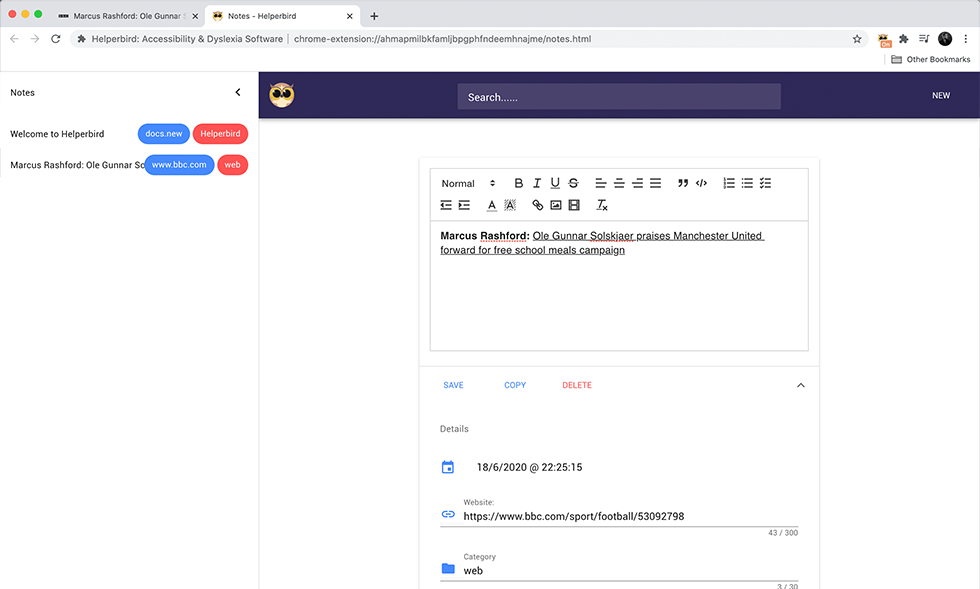 Marcus Rashford: Ole Gunnar S
Notes - Helperbird
Helperbird: Accessibility & Dyslexia Software | chrome-extension://ahmapmilbkfamljbpgphfndeemhnajme/notes.html
On
Other Bookmarks
Notes
Search......
NEW
Welcome to Helperbird docs.new Helperbird
Marcus Rashford: Ole Gunnar So www.bbc.com web
Normal
Marcus Rashford: Ole Gunnar Solskjaer praises Manchester United
forward for free school meals campaign
SAVE COPY DELETE
Details
18/6/2020 @ 22:25:15
Website:
https://www.bbc.com/sport/football/53092798
43 / 300
Category
web
3 / 30